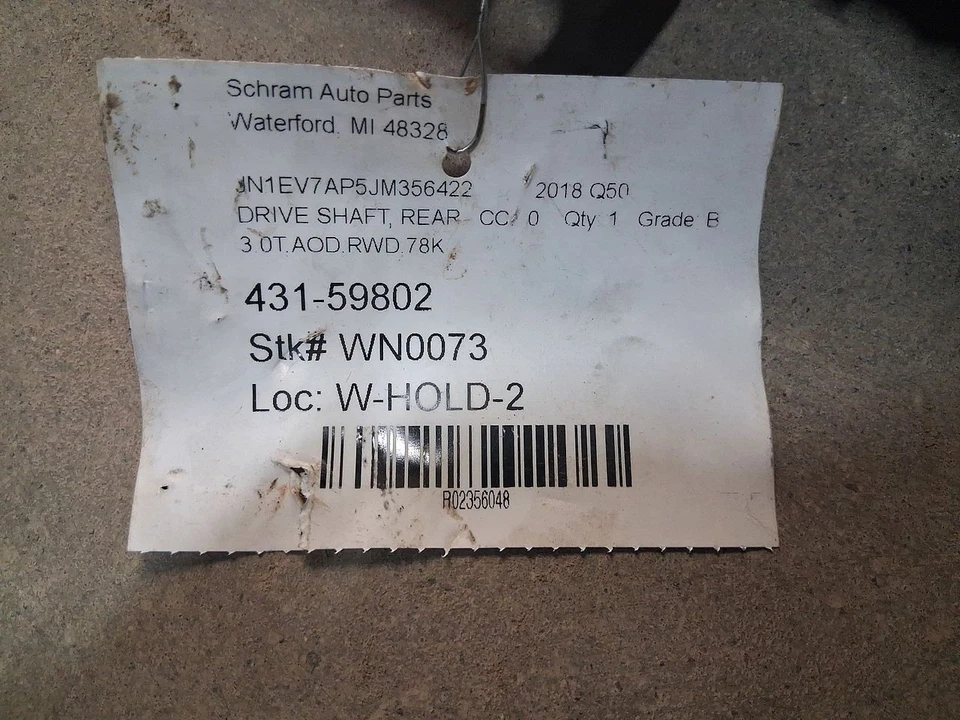 Schram Auto Parts
Waterford, MI 48328
JN1EV7AP5JM356422 2018 Q50
DRIVE SHAFT, REAR CC: 0 Qty 1 Grade B
3.0T,AOD,RWD,78K
431-59802
Stk# WN0073
Loc: W-HOLD-2
R02356048